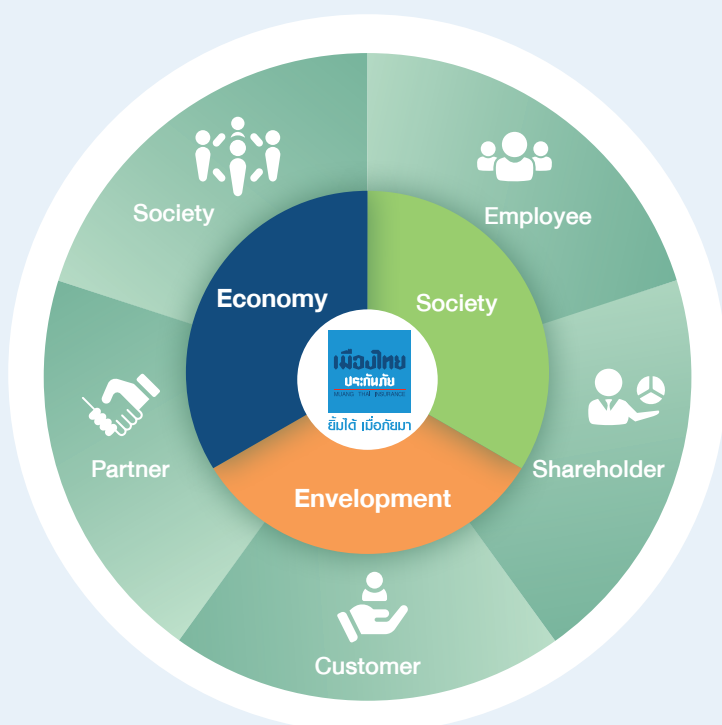 Society
Employee
Economy
Society
เมืองไทย
ประกันภัย
MUANG THAI INSURANCE
ยิ้มได้ เมื่อภัยมา
Partner
Shareholder
Envelopment
Customer